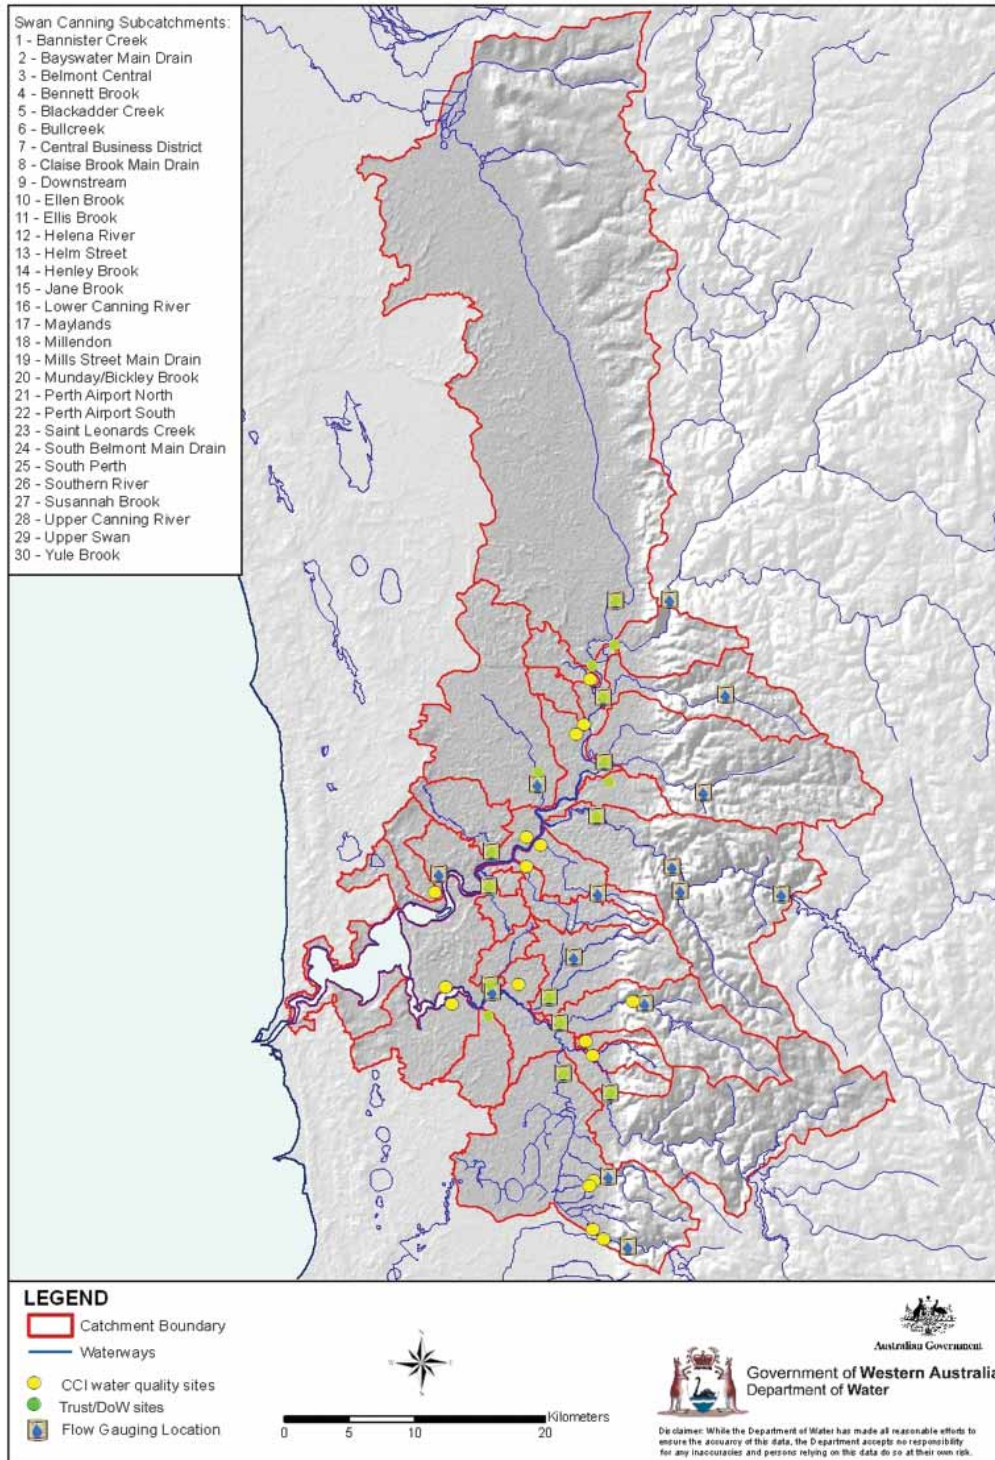 Swan Canning Subcatchments:
1 - Bannister Creek
2 - Bayswater Main Drain
3 - Belmont Central
4 - Bennett Brook
5 - Blackadder Creek
6 - Bullcreek
7 - Central Business District
8 - Claise Brook Main Drain
9 - Downstream
10 - Ellen Brook
11 - Ellis Brook
12 - Helena River
13 - Helm Street
14 - Henley Brook
15 - Jane Brook
16 - Lower Canning River
17 - Maylands
18 - Millendon
19 - Mills Street Main Drain
20 - Munday/Bickley Brook
21 - Perth Airport North
22 - Perth Airport South
23 - Saint Leonards Creek
24 - South Belmont Main Drain
25 - South Perth
26 - Southern River
27 - Susannah Brook
28 - Upper Canning River
29 - Upper Swan
30 - Yule Brook
LEGEND
Catchment Boundary
Waterways
CCI water quality sites
Trust/DoW sites
Flow Gauging Location
Kilometers
0 5 10 20
Australian Government
Government of Western Australia
Department of Water
Disclaimer: While the Department of Water has made all reasonable efforts to
ensure the accuaroy of this data, the Department accepts no responsibility
for any inaccuracies and persons relying on this data do so at their own risk.